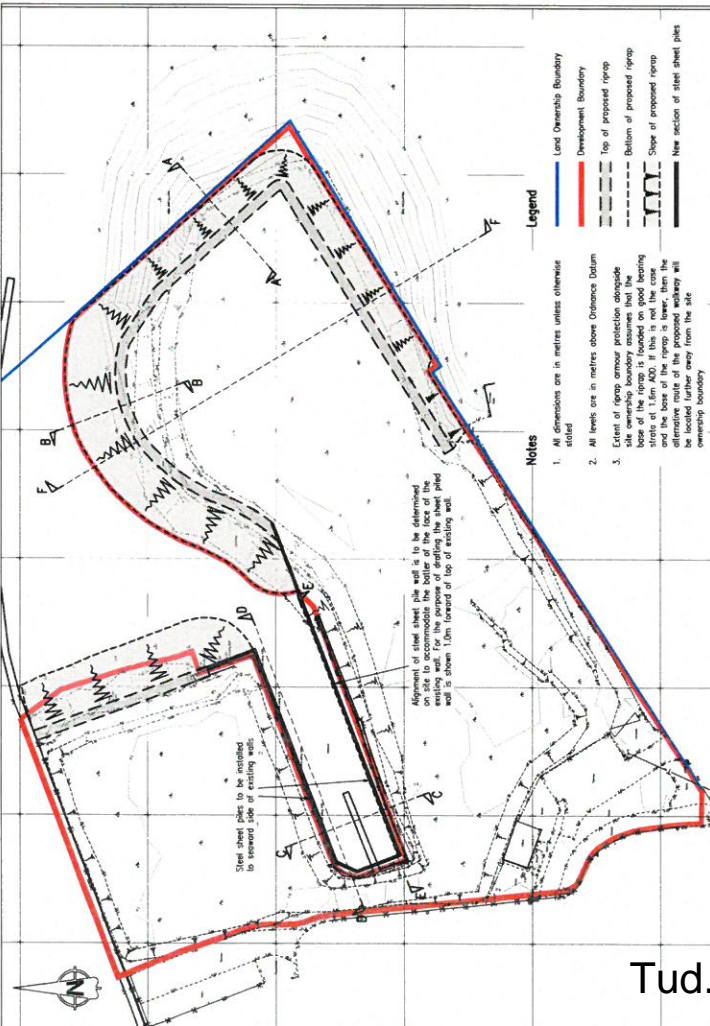 Legend
Land Ownership Boundary
Development Boundary
Top of proposed riprap
Bottom of proposed riprap
Slope of proposed riprap
New section of steel sheet piles
Notes
1. All dimensions are in metres unless otherwise
stated
2. All levels are in metres above Ordnance Datum
3. Extent of riprap armour protection alongside
site ownership boundary assumes that the
base of the riprap is founded on good bearing
strata at 1.6m AOD. If this is not the case
and the base of the riprap is lower, then the
alternative route of the proposed walkway will
be located further away from the site
ownership boundary
Alignment of steel sheet pile wall is to be determined
on site to accommodate the batter of the face of the
existing wall. For the purpose of drafting the sheet piled
wall is shown 1.0m forward of top of existing wall.
Steel sheet piles to be installed
to seaward side of existing walls
A
A
B
B
F
F
E
D
C
C
E
D
N
Tud.